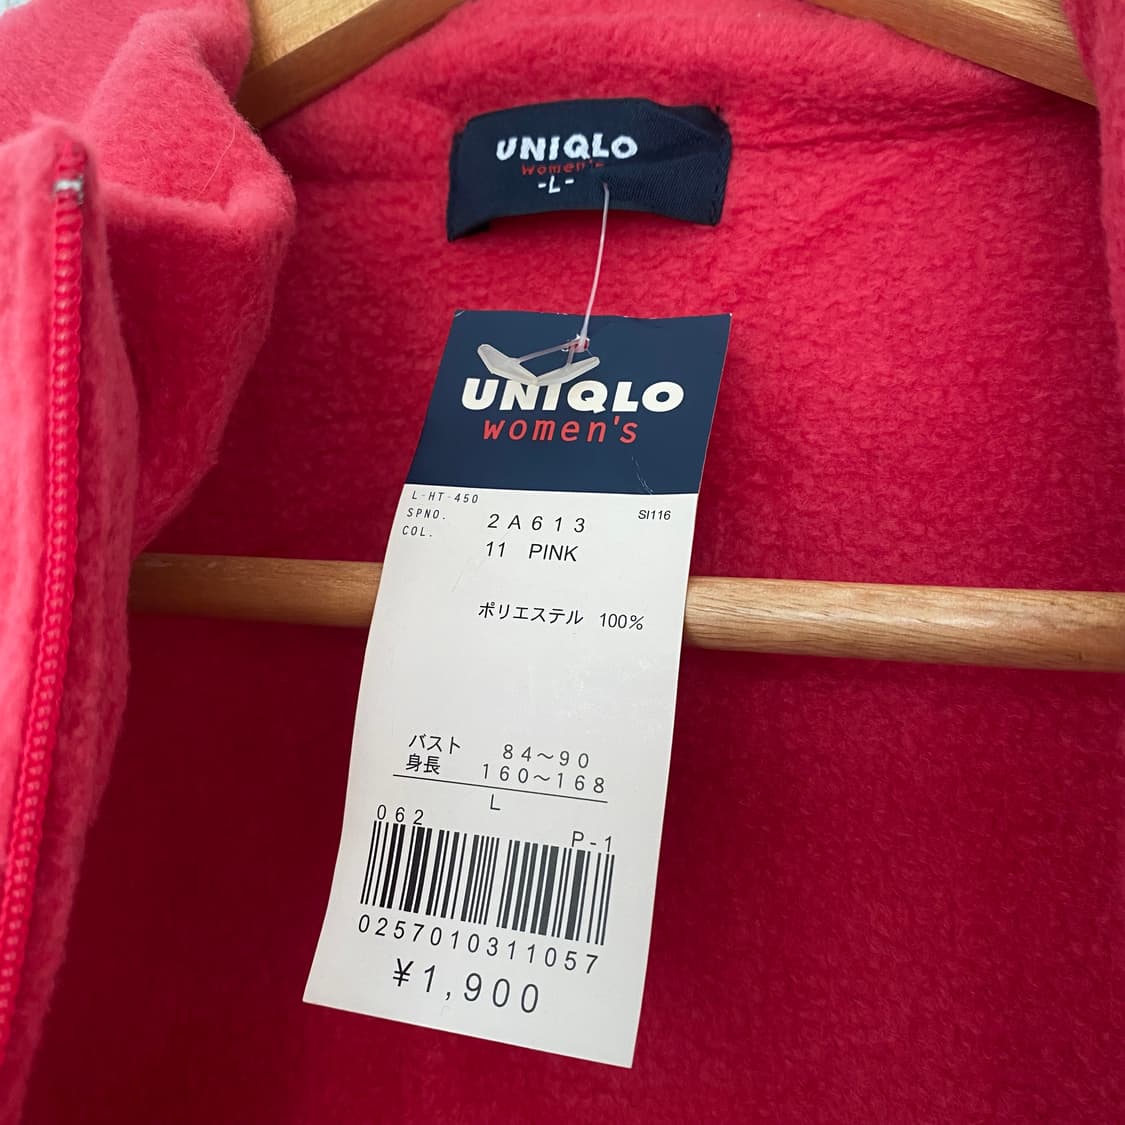 UNIQLO
women's
-L-
UNIQLO
women's
L-HT-450
SPNO. 2A613 SI116
COL. 11 PINK
ポリエステル 100%
バスト 84～90
身長 160～168
L
062 P-1
0257010311057
¥1,900